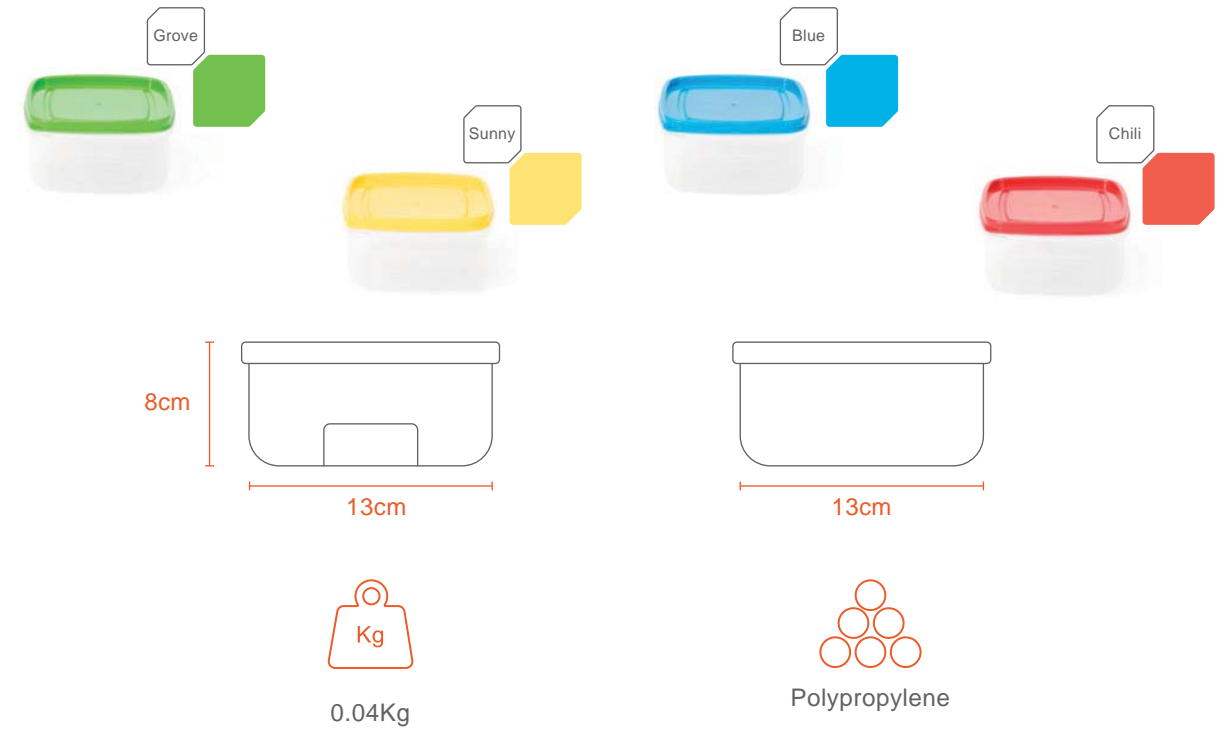 Grove
Blue
Sunny
Chili
8cm
13cm
13cm
Kg
0.04Kg
Polypropylene